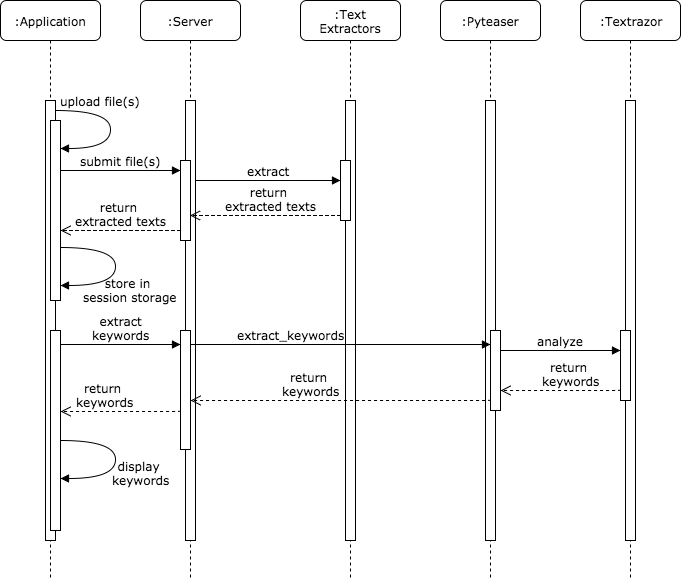 :Application
:Server
:Text
Extractors
:Pyteaser
:Textrazor
upload file(s)
submit file(s)
extract
return
extracted texts
return
extracted texts
store in
session storage
extract
keywords
extract_keywords
analyze
return
keywords
return
keywords
return
keywords
display
keywords